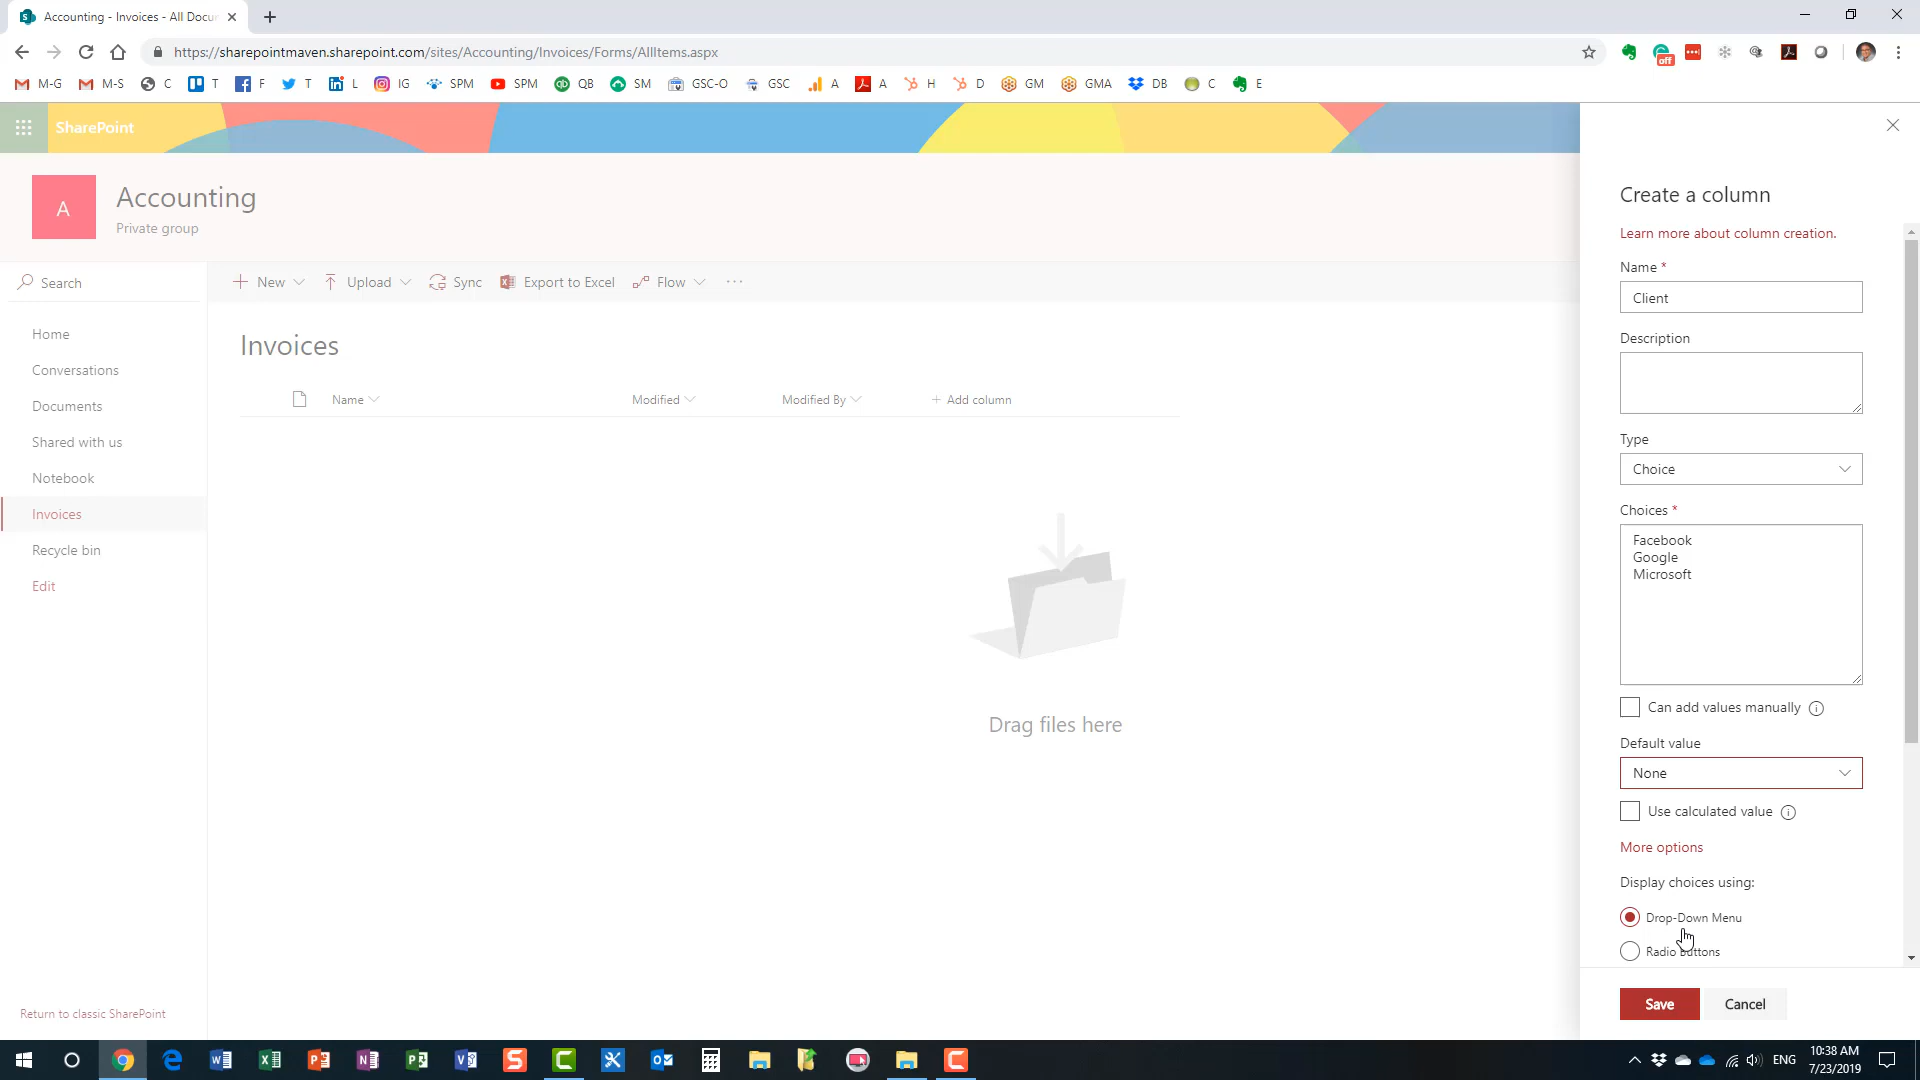 Accounting - Invoices - All Docu
https://sharepointmaven.sharepoint.com/sites/Accounting/Invoices/Forms/AllItems.aspx
off
M-G M-S C T F T L IG SPM SPM QB SM GSC-O GSC A A H D GM GMA DB C E
SharePoint
A
Accounting
Private group
Search
New Upload Sync Export to Excel Flow
Home
Conversations
Documents
Shared with us
Notebook
Invoices
Recycle bin
Edit
Return to classic SharePoint
Invoices
Name Modified Modified By + Add column
Drag files here
Create a column
Learn more about column creation.
Name *
Client
Description
Type
Choice
Choices *
Facebook
Google
Microsoft
Can add values manually
Default value
None
Use calculated value
More options
Display choices using:
Drop-Down Menu
Radio Buttons
Save Cancel
ENG
10:38 AM
7/23/2019